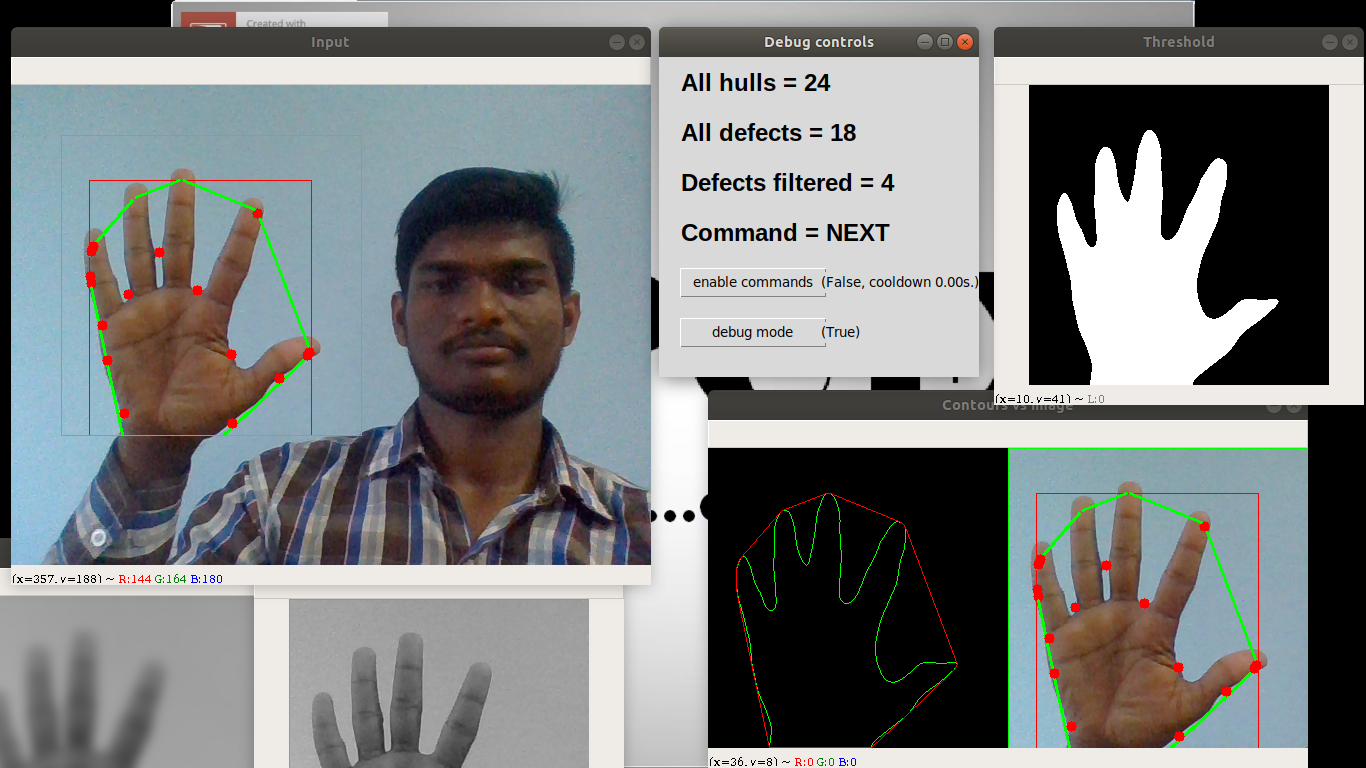 Created with
Input
Debug controls
Threshold
All hulls = 24
All defects = 18
Defects filtered = 4
Command = NEXT
enable commands (False, cooldown 0.00s.)
debug mode (True)
(x=10, y=41) ~ L:0
Contours vs image
(x=357, y=188) ~ R:144 G:164 B:180
(x=36, y=8) ~ R:0 G:0 B:0